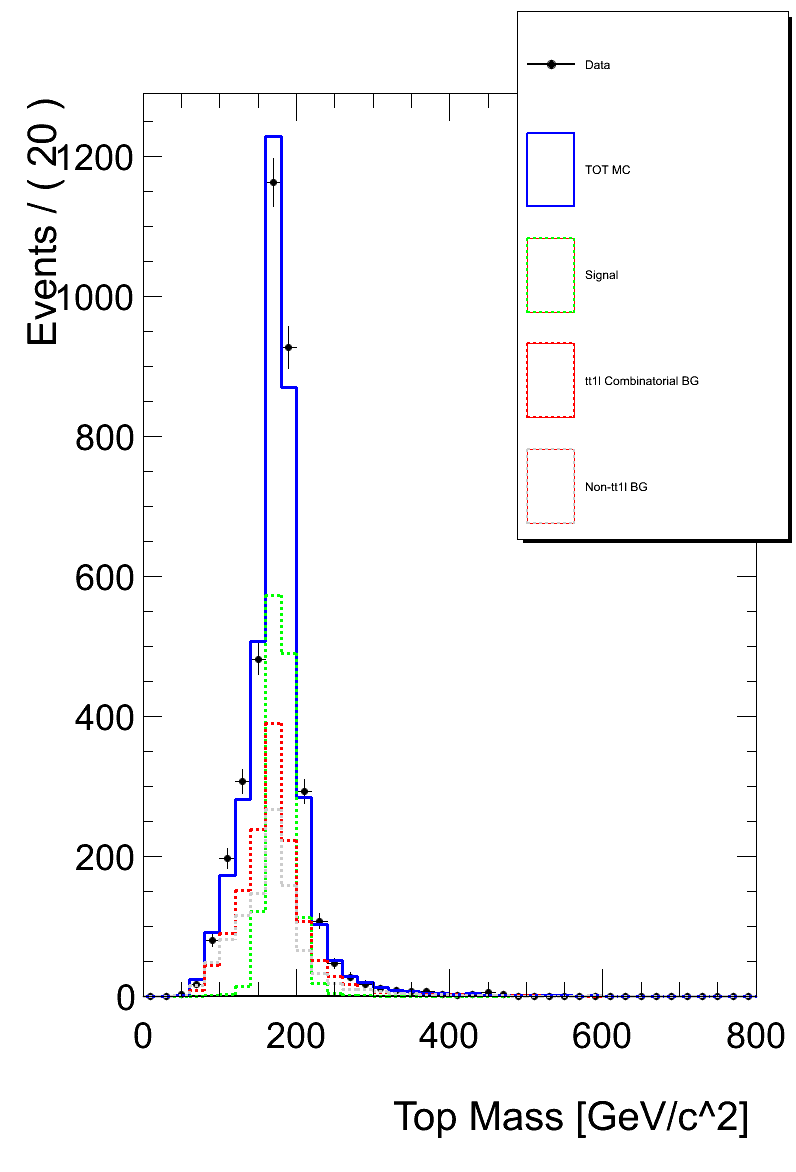 Data
TOT MC
Signal
tt1l Combinatorial BG
Non-tt1l BG
Events / ( 20 )
1200
1000
800
600
400
200
0
0 200 400 600 800
Top Mass [GeV/c^2]